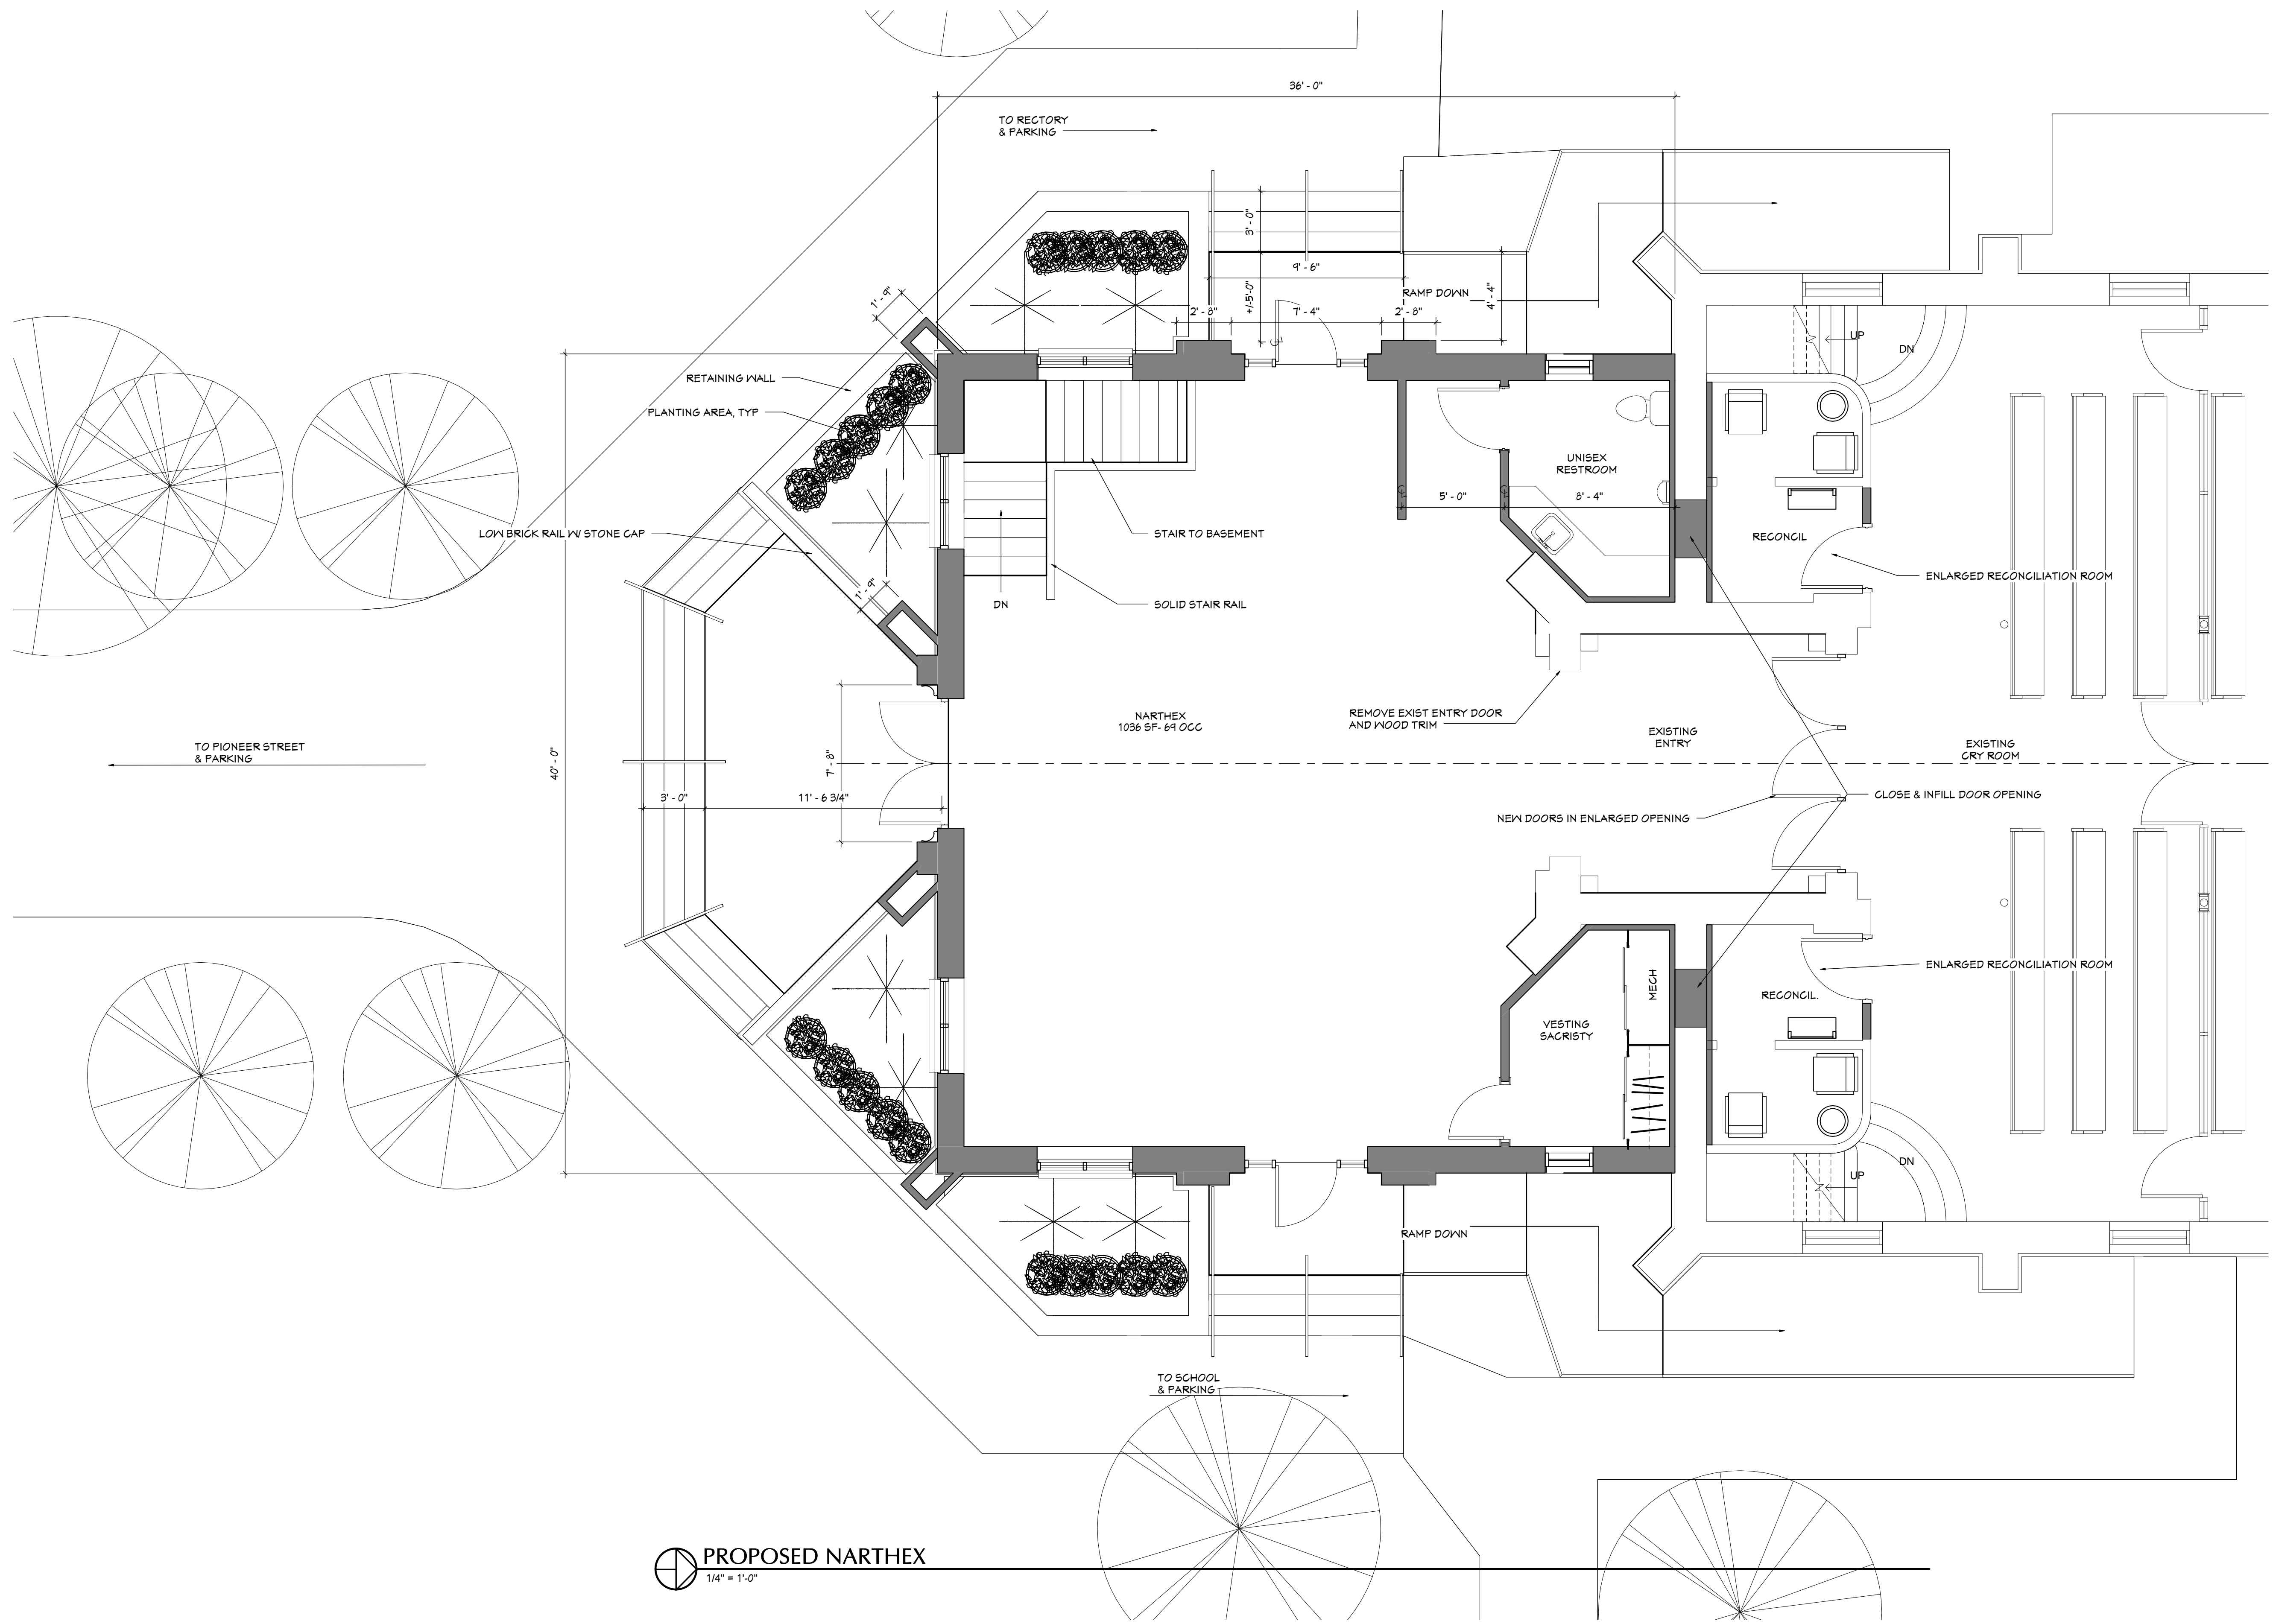 36' - 0"
TO RECTORY
& PARKING
3' - 0"
9' - 6"
+/-5'-0"
4' - 4"
RAMP DOWN
1' - 9"
2' - 8"
7' - 4"
2' - 8"
UP
DN
RETAINING WALL
PLANTING AREA, TYP
UNISEX
RESTROOM
5' - 0"
8' - 4"
LOW BRICK RAIL W/ STONE CAP
STAIR TO BASEMENT
RECONCIL
ENLARGED RECONCILIATION ROOM
1' - 9"
DN
SOLID STAIR RAIL
NARTHEX
1036 SF- 69 OCC
REMOVE EXIST ENTRY DOOR
AND WOOD TRIM
EXISTING
ENTRY
EXISTING
CRY ROOM
TO PIONEER STREET
& PARKING
40' - 0"
7' - 8"
3' - 0"
11' - 6 3/4"
CLOSE & INFILL DOOR OPENING
NEW DOORS IN ENLARGED OPENING
ENLARGED RECONCILIATION ROOM
MECH
RECONCIL.
VESTING
SACRISTY
DN
UP
RAMP DOWN
TO SCHOOL
& PARKING
PROPOSED NARTHEX
1/4" = 1'-0"